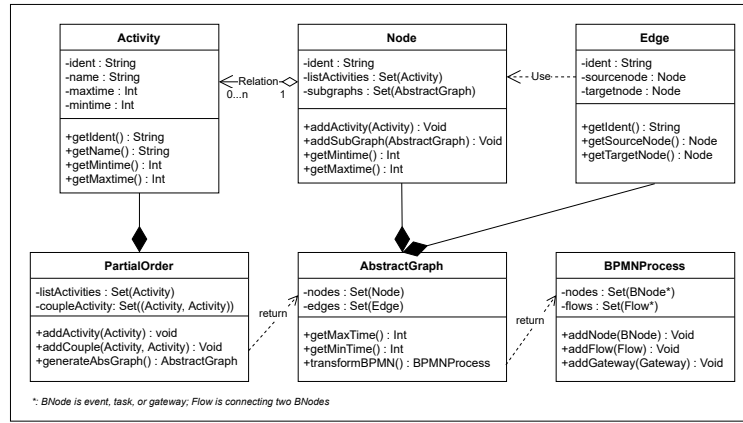 Activity
-ident : String
-name : String
-maxtime : Int
-mintime : Int
+getIdent() : String
+getName() : String
+getMintime() : Int
+getMaxtime() : Int
Relation
0...n
1
Node
-ident : String
-listActivities : Set(Activity)
-subgraphs : Set(AbstractGraph)
+addActivity(Activity) : Void
+addSubGraph(AbstractGraph) : Void
+getMintime() : Int
+getMaxtime() : Int
Use
Edge
-ident : String
-sourcenode : Node
-targetnode : Node
+getIdent() : String
+getSourceNode() : Node
+getTargetNode() : Node
PartialOrder
-listActivities : Set(Activity)
-coupleActivity: Set((Activity, Activity))
+addActivity(Activity) : void
+addCouple(Activity, Activity) : Void
+generateAbsGraph() : AbstractGraph
return
AbstractGraph
-nodes : Set(Node)
-edges : Set(Edge)
+getMaxTime() : Int
+getMinTime() : Int
+transformBPMN() : BPMNProcess
return
BPMNProcess
-nodes : Set(BNode*)
-flows : Set(Flow*)
+addNode(BNode) : Void
+addFlow(Flow) : Void
+addGateway(Gateway) : Void
*: BNode is event, task, or gateway; Flow is connecting two BNodes